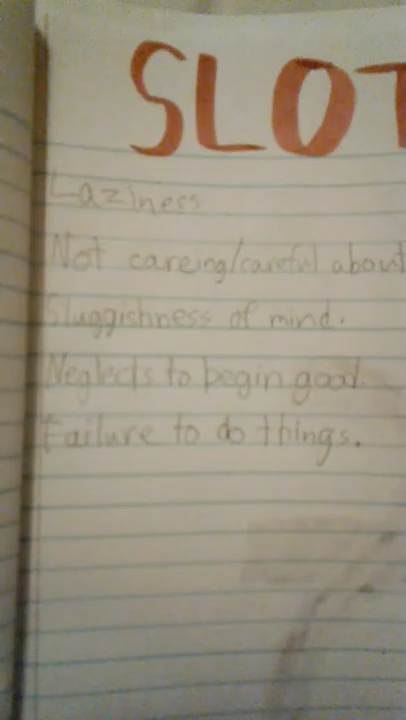 SLOT
Laziness
Not careing/careful about
Sluggishness of mind.
Neglects to begin good.
Failure to do things.